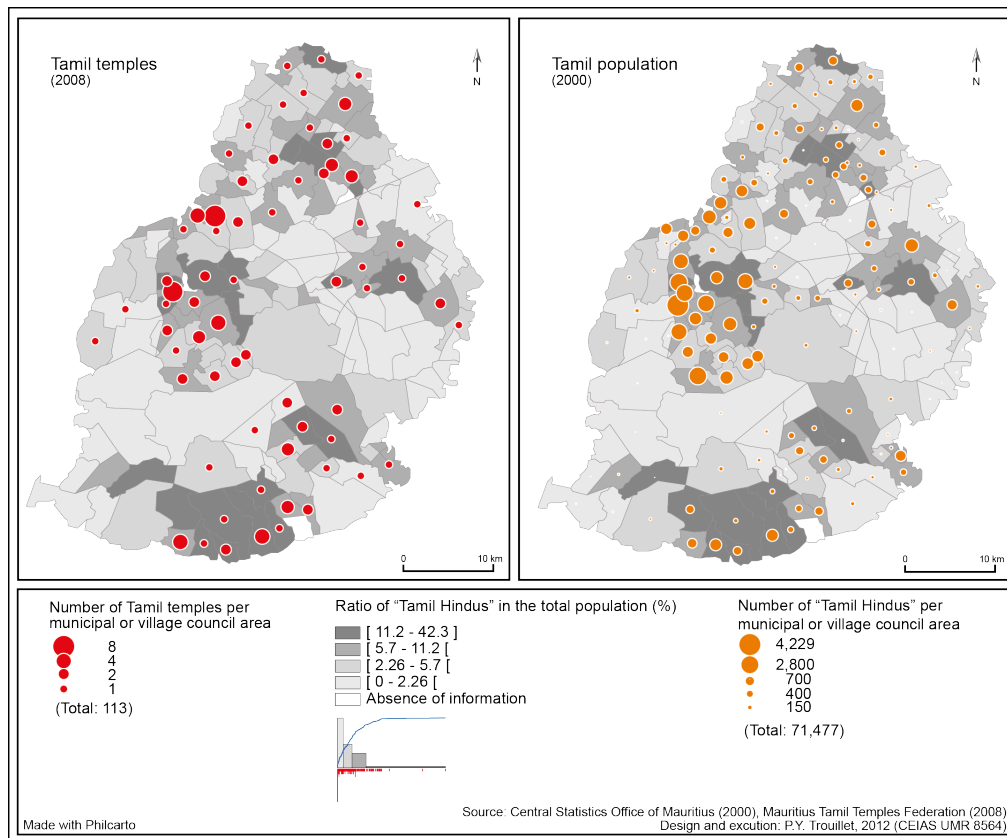 Tamil temples
(2008)
N
0 10 km
Tamil population
(2000)
N
0 10 km
Number of Tamil temples per
municipal or village council area
8
4
2
1
(Total: 113)
Ratio of “Tamil Hindus” in the total population (%)
[ 11.2 - 42.3 ]
[ 5.7 - 11.2 [
[ 2.26 - 5.7 [
[ 0 - 2.26 [
Absence of information
Number of “Tamil Hindus” per
municipal or village council area
4,229
2,800
700
400
150
(Total: 71,477)
Made with Philcarto
Source: Central Statistics Office of Mauritius (2000), Mauritius Tamil Temples Federation (2008)
Design and excution: P.Y. Trouillet, 2012 (CEIAS UMR 8564)